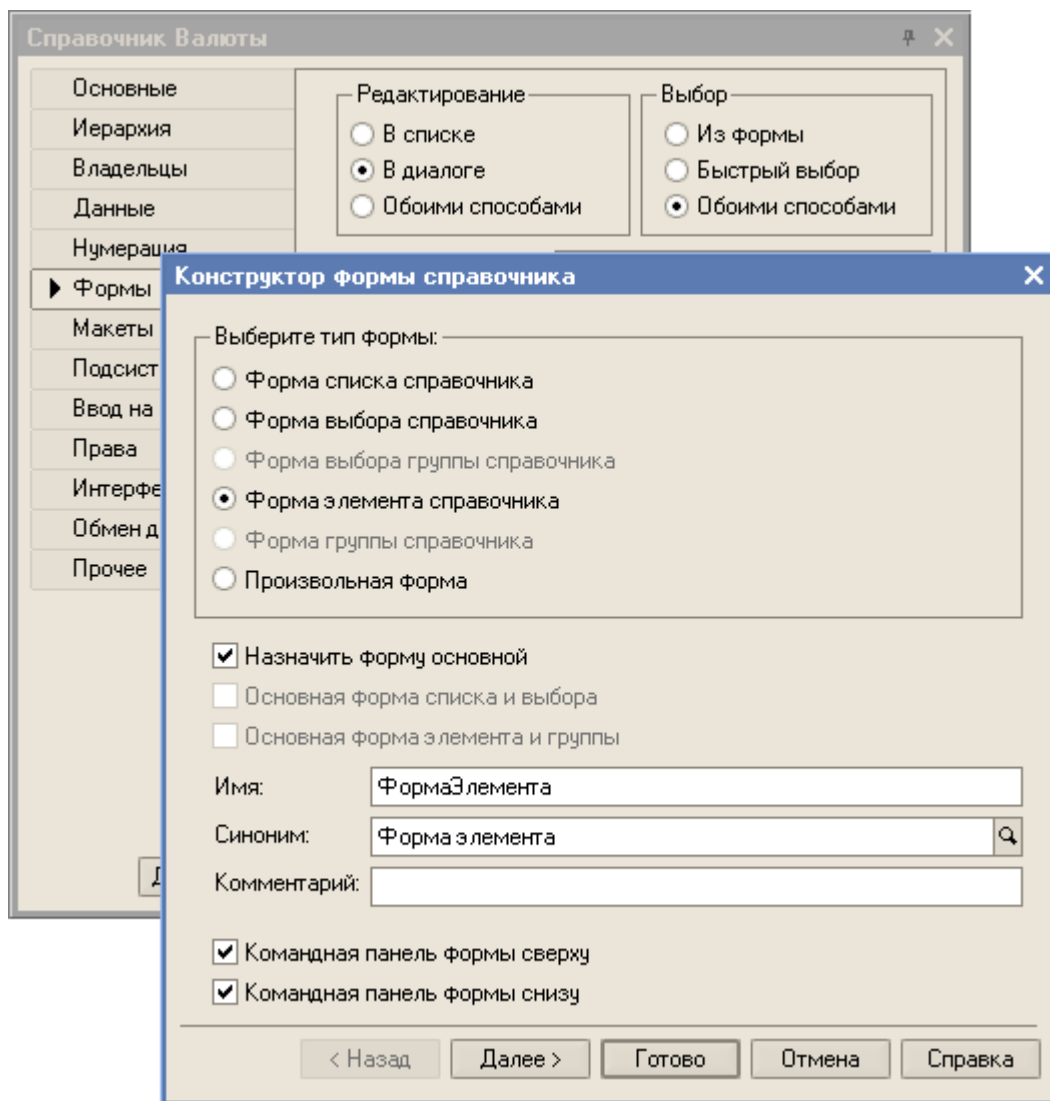 Справочник Валюты
Основные
Иерархия
Владельцы
Данные
Нумерация
Формы
Макеты
Подсист
Ввод на
Права
Интерфе
Обмен д
Прочее
Редактирование
В списке
В диалоге
Обоими способами
Выбор
Из формы
Быстрый выбор
Обоими способами
Конструктор формы справочника
Выберите тип формы:
Форма списка справочника
Форма выбора справочника
Форма выбора группы справочника
Форма элемента справочника
Форма группы справочника
Произвольная форма
Назначить форму основной
Основная форма списка и выбора
Основная форма элемента и группы
Имя: ФормаЭлемента
Синоним: Форма элемента
Комментарий:
Командная панель формы сверху
Командная панель формы снизу
< Назад Далее > Готово Отмена Справка